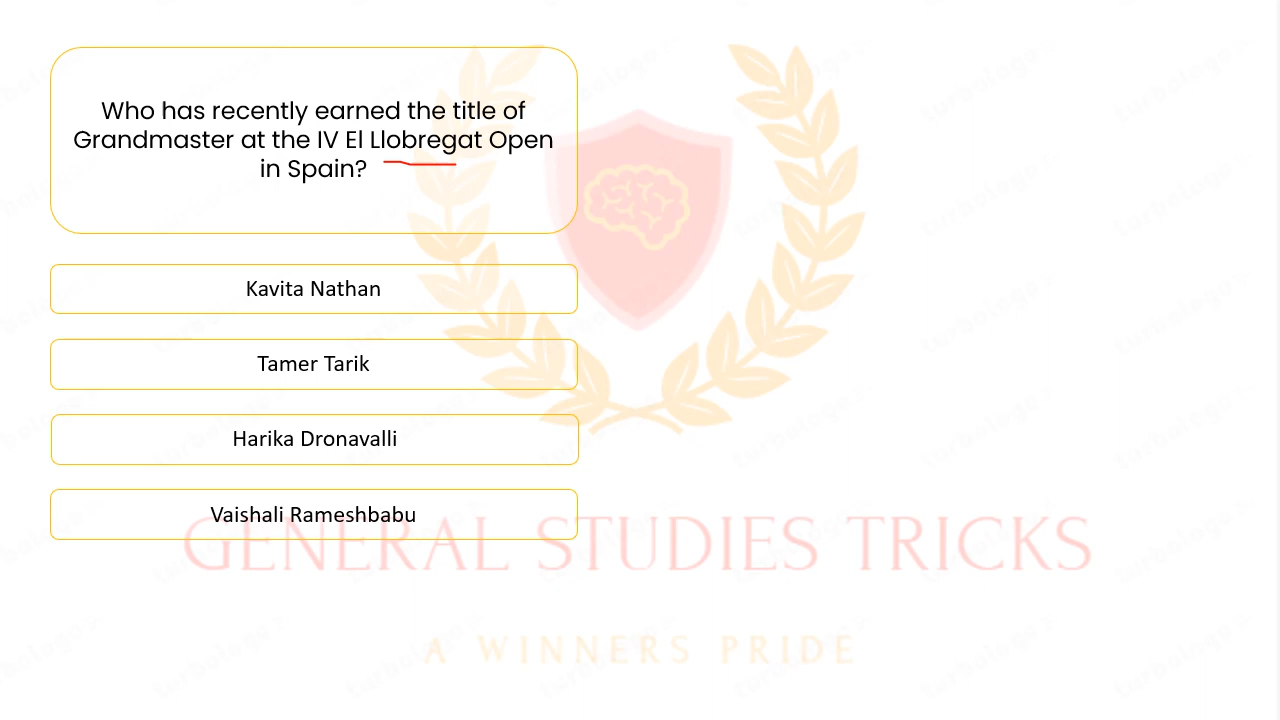 Who has recently earned the title of
Grandmaster at the IV El Llobregat Open
in Spain?
Kavita Nathan
Tamer Tarik
Harika Dronavalli
Vaishali Rameshbabu
GENERAL STUDIES TRICKS
A WINNERS PRIDE